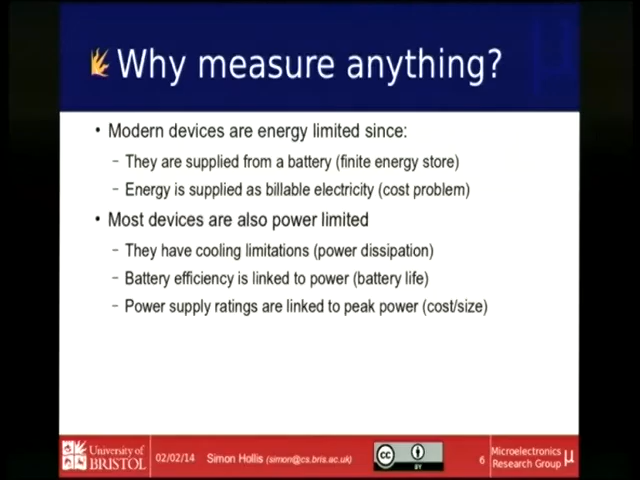 Why measure anything?
• Modern devices are energy limited since:
– They are supplied from a battery (finite energy store)
– Energy is supplied as billable electricity (cost problem)
• Most devices are also power limited
– They have cooling limitations (power dissipation)
– Battery efficiency is linked to power (battery life)
– Power supply ratings are linked to peak power (cost/size)
University of
BRISTOL
02/02/14
Simon Hollis (simon@cs.bris.ac.uk)
cc
BY
6
Microelectronics
Research Group
μ